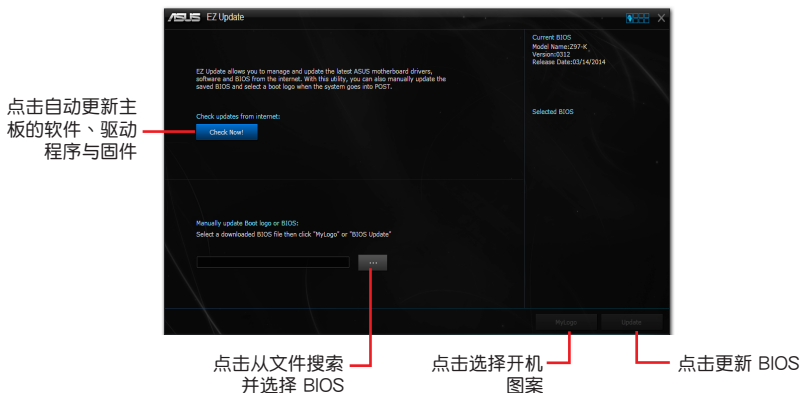 ASUS EZ Update
Current BIOS
Model Name:Z97-K
Version:0312
Release Date:03/14/2014
EZ Update allows you to manage and update the latest ASUS motherboard drivers,
software and BIOS from the internet. With this utility, you can also manually update the
saved BIOS and select a boot logo when the system goes into POST.
点击自动更新主
板的软件、驱动
程序与固件
Check updates from internet:
Check Now!
Selected BIOS
Manually update Boot logo or BIOS:
Select a downloaded BIOS file then click "MyLogo" or "BIOS Update"
...
MyLogo
Update
点击从文件搜索
并选择 BIOS
点击选择开机
图案
点击更新 BIOS